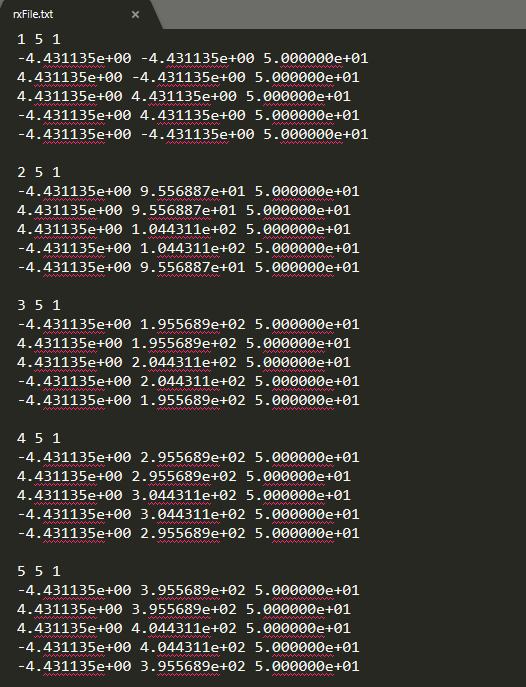 rxFile.txt ×
1 5 1
-4.431135e+00 -4.431135e+00 5.000000e+01
4.431135e+00 -4.431135e+00 5.000000e+01
4.431135e+00 4.431135e+00 5.000000e+01
-4.431135e+00 4.431135e+00 5.000000e+01
-4.431135e+00 -4.431135e+00 5.000000e+01
2 5 1
-4.431135e+00 9.556887e+01 5.000000e+01
4.431135e+00 9.556887e+01 5.000000e+01
4.431135e+00 1.044311e+02 5.000000e+01
-4.431135e+00 1.044311e+02 5.000000e+01
-4.431135e+00 9.556887e+01 5.000000e+01
3 5 1
-4.431135e+00 1.955689e+02 5.000000e+01
4.431135e+00 1.955689e+02 5.000000e+01
4.431135e+00 2.044311e+02 5.000000e+01
-4.431135e+00 2.044311e+02 5.000000e+01
-4.431135e+00 1.955689e+02 5.000000e+01
4 5 1
-4.431135e+00 2.955689e+02 5.000000e+01
4.431135e+00 2.955689e+02 5.000000e+01
4.431135e+00 3.044311e+02 5.000000e+01
-4.431135e+00 3.044311e+02 5.000000e+01
-4.431135e+00 2.955689e+02 5.000000e+01
5 5 1
-4.431135e+00 3.955689e+02 5.000000e+01
4.431135e+00 3.955689e+02 5.000000e+01
4.431135e+00 4.044311e+02 5.000000e+01
-4.431135e+00 4.044311e+02 5.000000e+01
-4.431135e+00 3.955689e+02 5.000000e+01